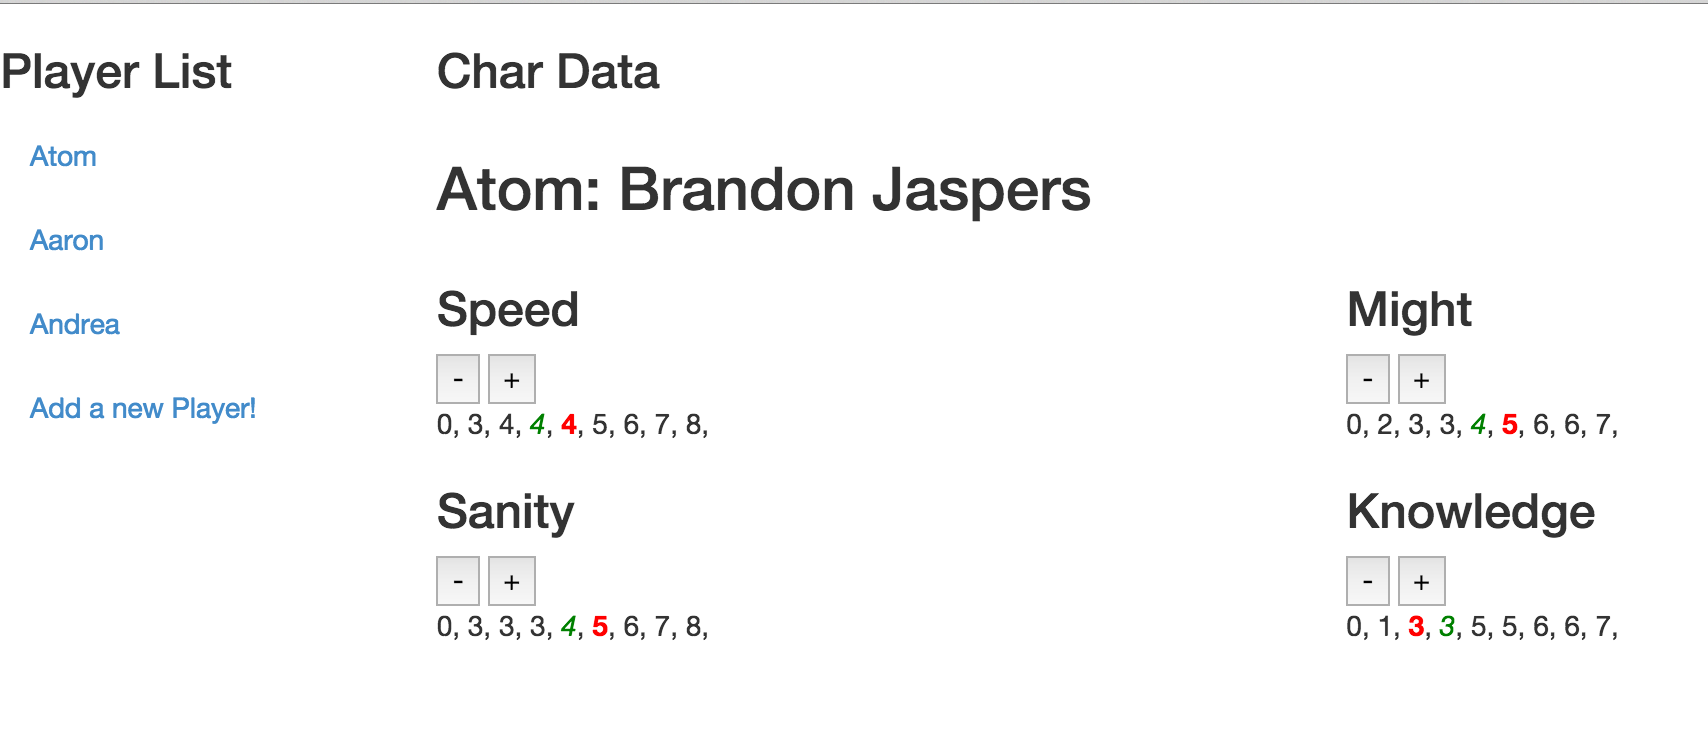 Player List
Atom
Aaron
Andrea
Add a new Player!
Char Data
Atom: Brandon Jaspers
Speed
- +
0, 3, 4, 4, 4, 5, 6, 7, 8,
Might
- +
0, 2, 3, 3, 4, 5, 6, 6, 7,
Sanity
- +
0, 3, 3, 3, 4, 5, 6, 7, 8,
Knowledge
- +
0, 1, 3, 3, 5, 5, 6, 6, 7,